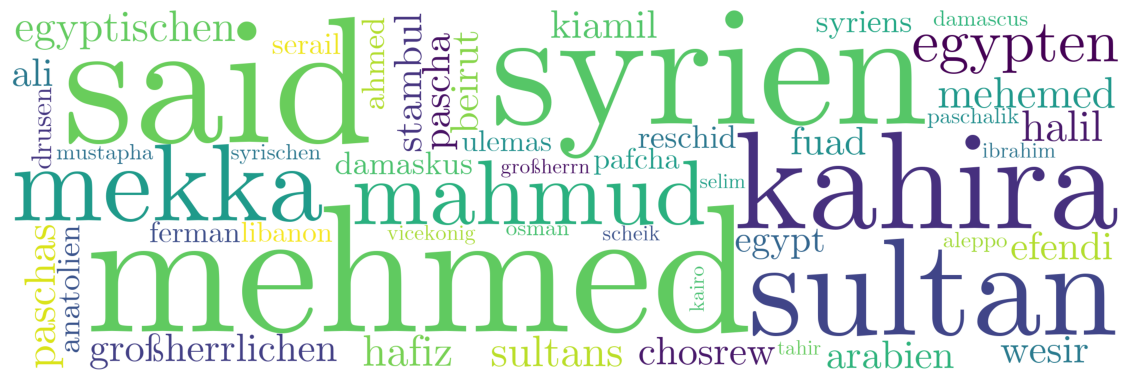 egyptischen
serail
ahmed
stambul
pascha
beirut
kiamil
syriens
damascus
egypten
ali
said
syrien
mehemed
drusen
ulemas
reschid
fuad
paschalik
halil
mustapha
syrischen
damaskus
großherrn
pafcha
ibrahim
mekka
mahmud
selim
kahira
paschas
anatolien
ferman
libanon
vicekonig
osman
scheik
egypt
aleppo
efendi
mehmed
kairo
sultan
großherrlichen
hafiz
sultans
chosrew
tahir
arabien
wesir